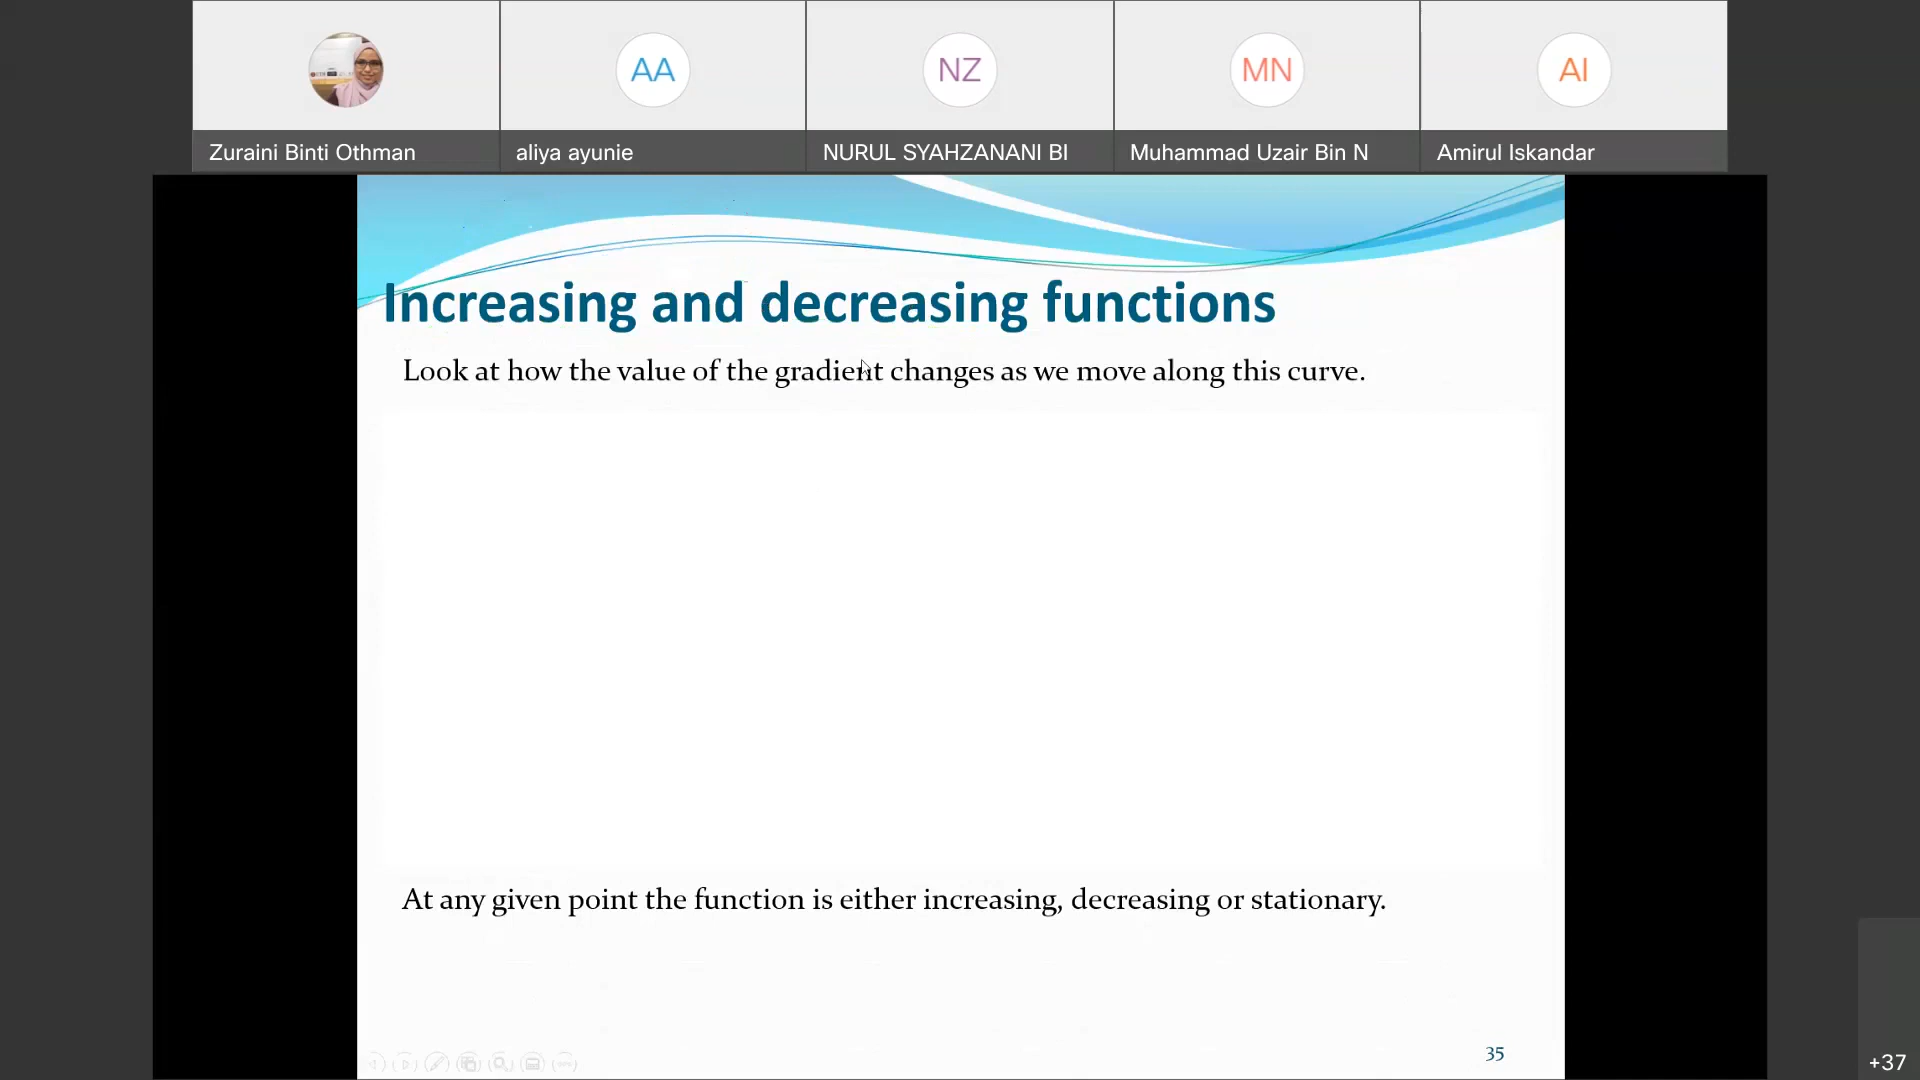 AA
NZ
MN
AI
Zuraini Binti Othman
aliya ayunie
NURUL SYAHZANANI BI
Muhammad Uzair Bin N
Amirul Iskandar
Increasing and decreasing functions
Look at how the value of the gradient changes as we move along this curve.
At any given point the function is either increasing, decreasing or stationary.
35
+37